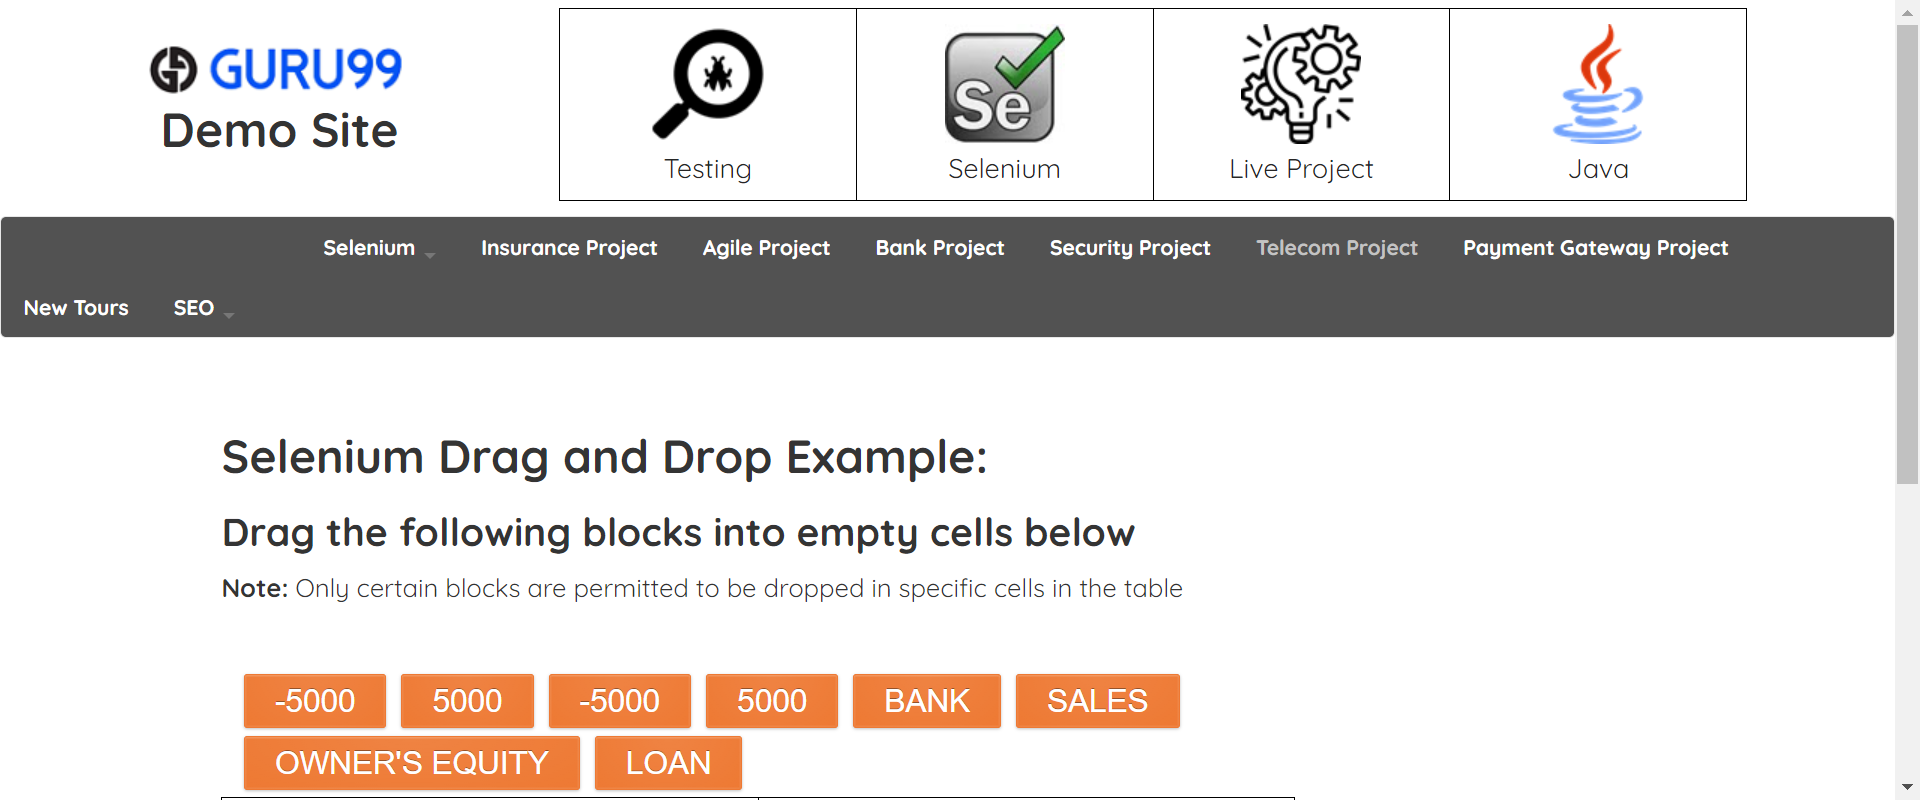 GURU99
Demo Site
Testing
Se
Selenium
Live Project
Java
Selenium Insurance Project Agile Project Bank Project Security Project Telecom Project Payment Gateway Project
New Tours SEO
Selenium Drag and Drop Example:
Drag the following blocks into empty cells below
Note: Only certain blocks are permitted to be dropped in specific cells in the table
-5000 5000 -5000 5000 BANK SALES
OWNER'S EQUITY LOAN